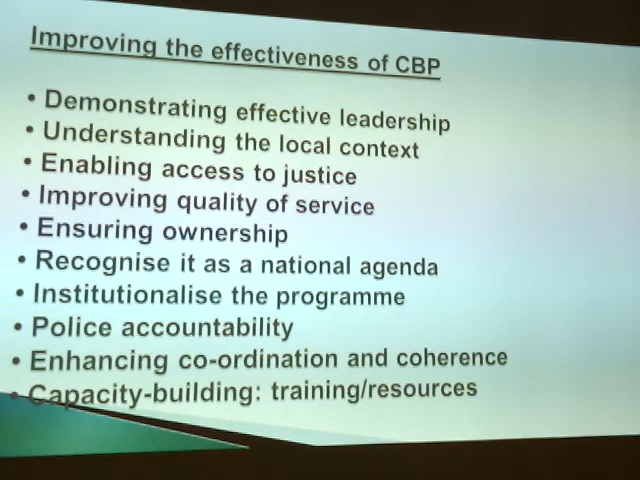 Improving the effectiveness of CBP
• Demonstrating effective leadership
• Understanding the local context
• Enabling access to justice
• Improving quality of service
• Ensuring ownership
• Recognise it as a national agenda
• Institutionalise the programme
• Police accountability
• Enhancing co-ordination and coherence
• Capacity-building: training/resources